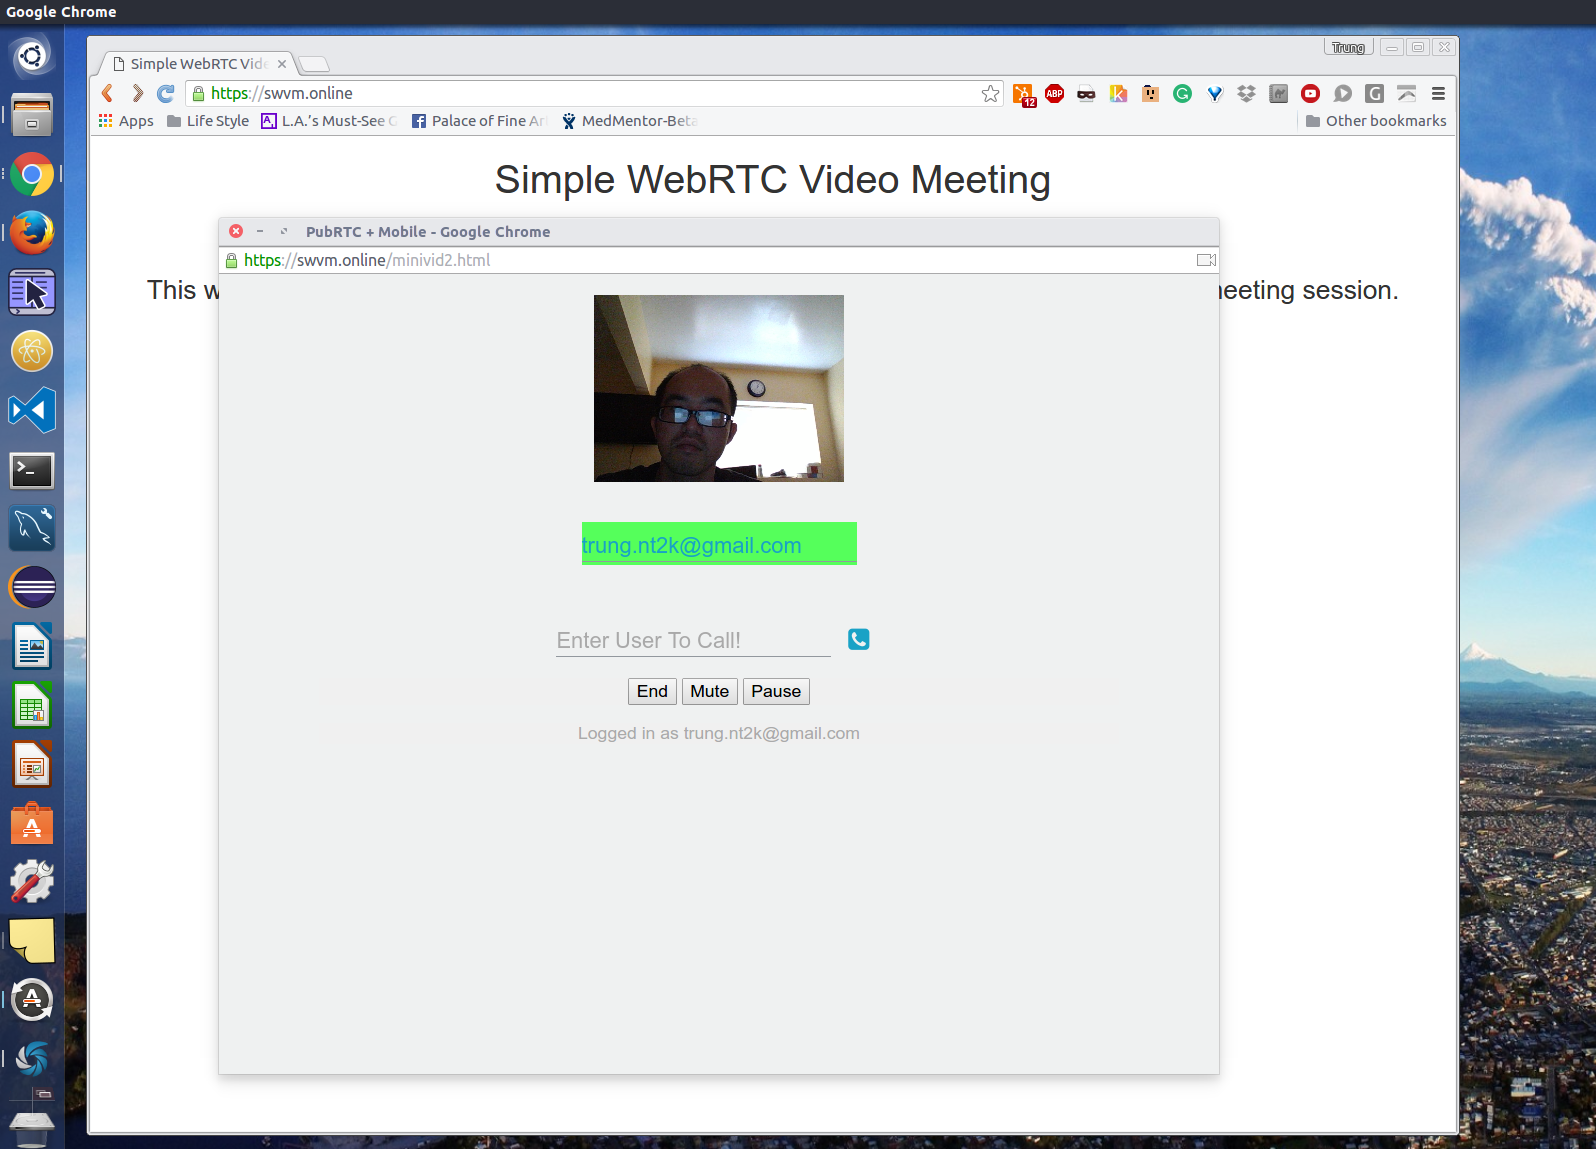 Google Chrome
Trung
Simple WebRTC Vide
https://swvm.online
12
ABP
Apps
Life Style
L.A.'s Must-See
Palace of Fine Ar
MedMentor-Beta
Other bookmarks
Simple WebRTC Video Meeting
PubRTC + Mobile - Google Chrome
https://swvm.online/minivid2.html
This
eeting session.
trung.nt2k@gmail.com
Enter User To Call!
End Mute Pause
Logged in as trung.nt2k@gmail.com